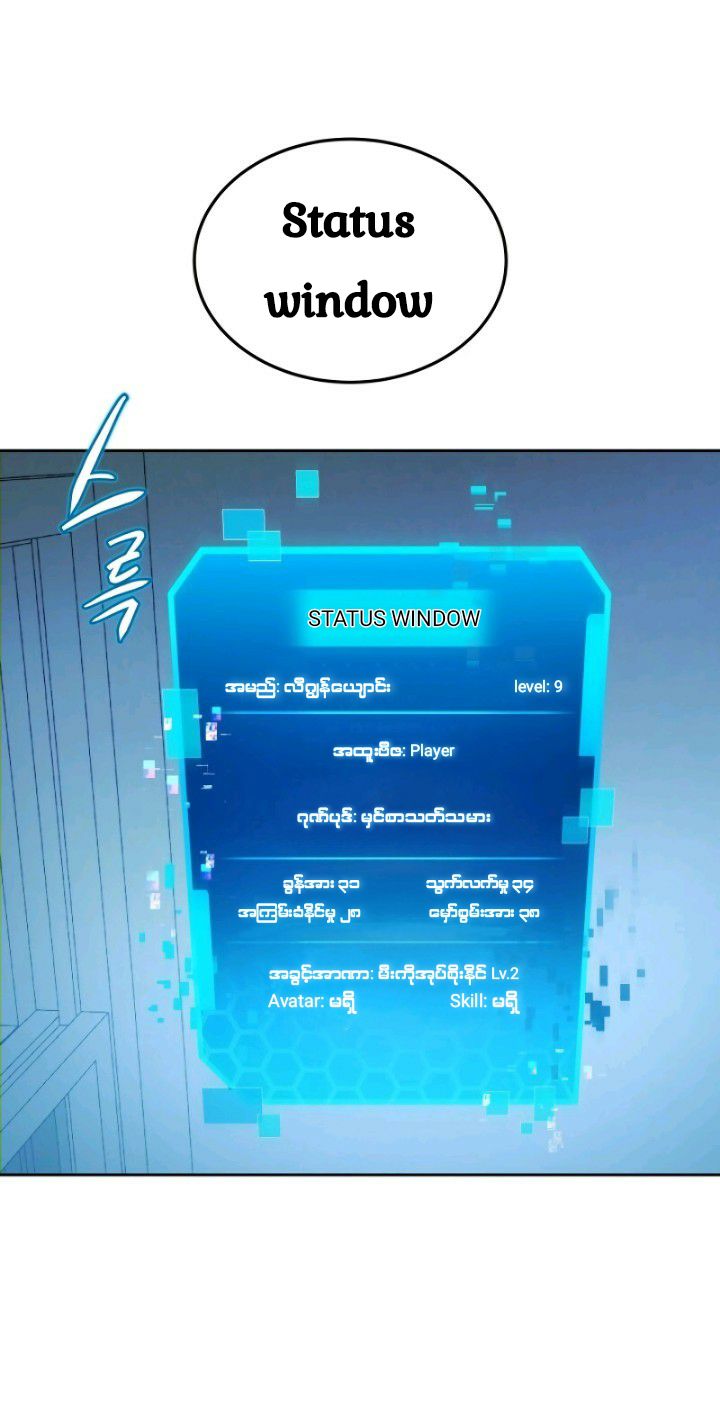 Status
window
스
륵
STATUS WINDOW
အမည်: လီဂျွန်ယောင်း level: 9
အထူးဗီဇ: Player
ဂုဏ်ပုဒ်: မှင်စာသတ်သမား
ခွန်အား ၃၁ သွက်လက်မှု ၃၄
အကြမ်းခံနိုင်မှု ၂၈ မှော်စွမ်းအား ၃၈
အခွင့်အာဏာ: မီးကိုအုပ်စိုးနိုင် Lv.2
Avatar: မရှိ Skill: မရှိ